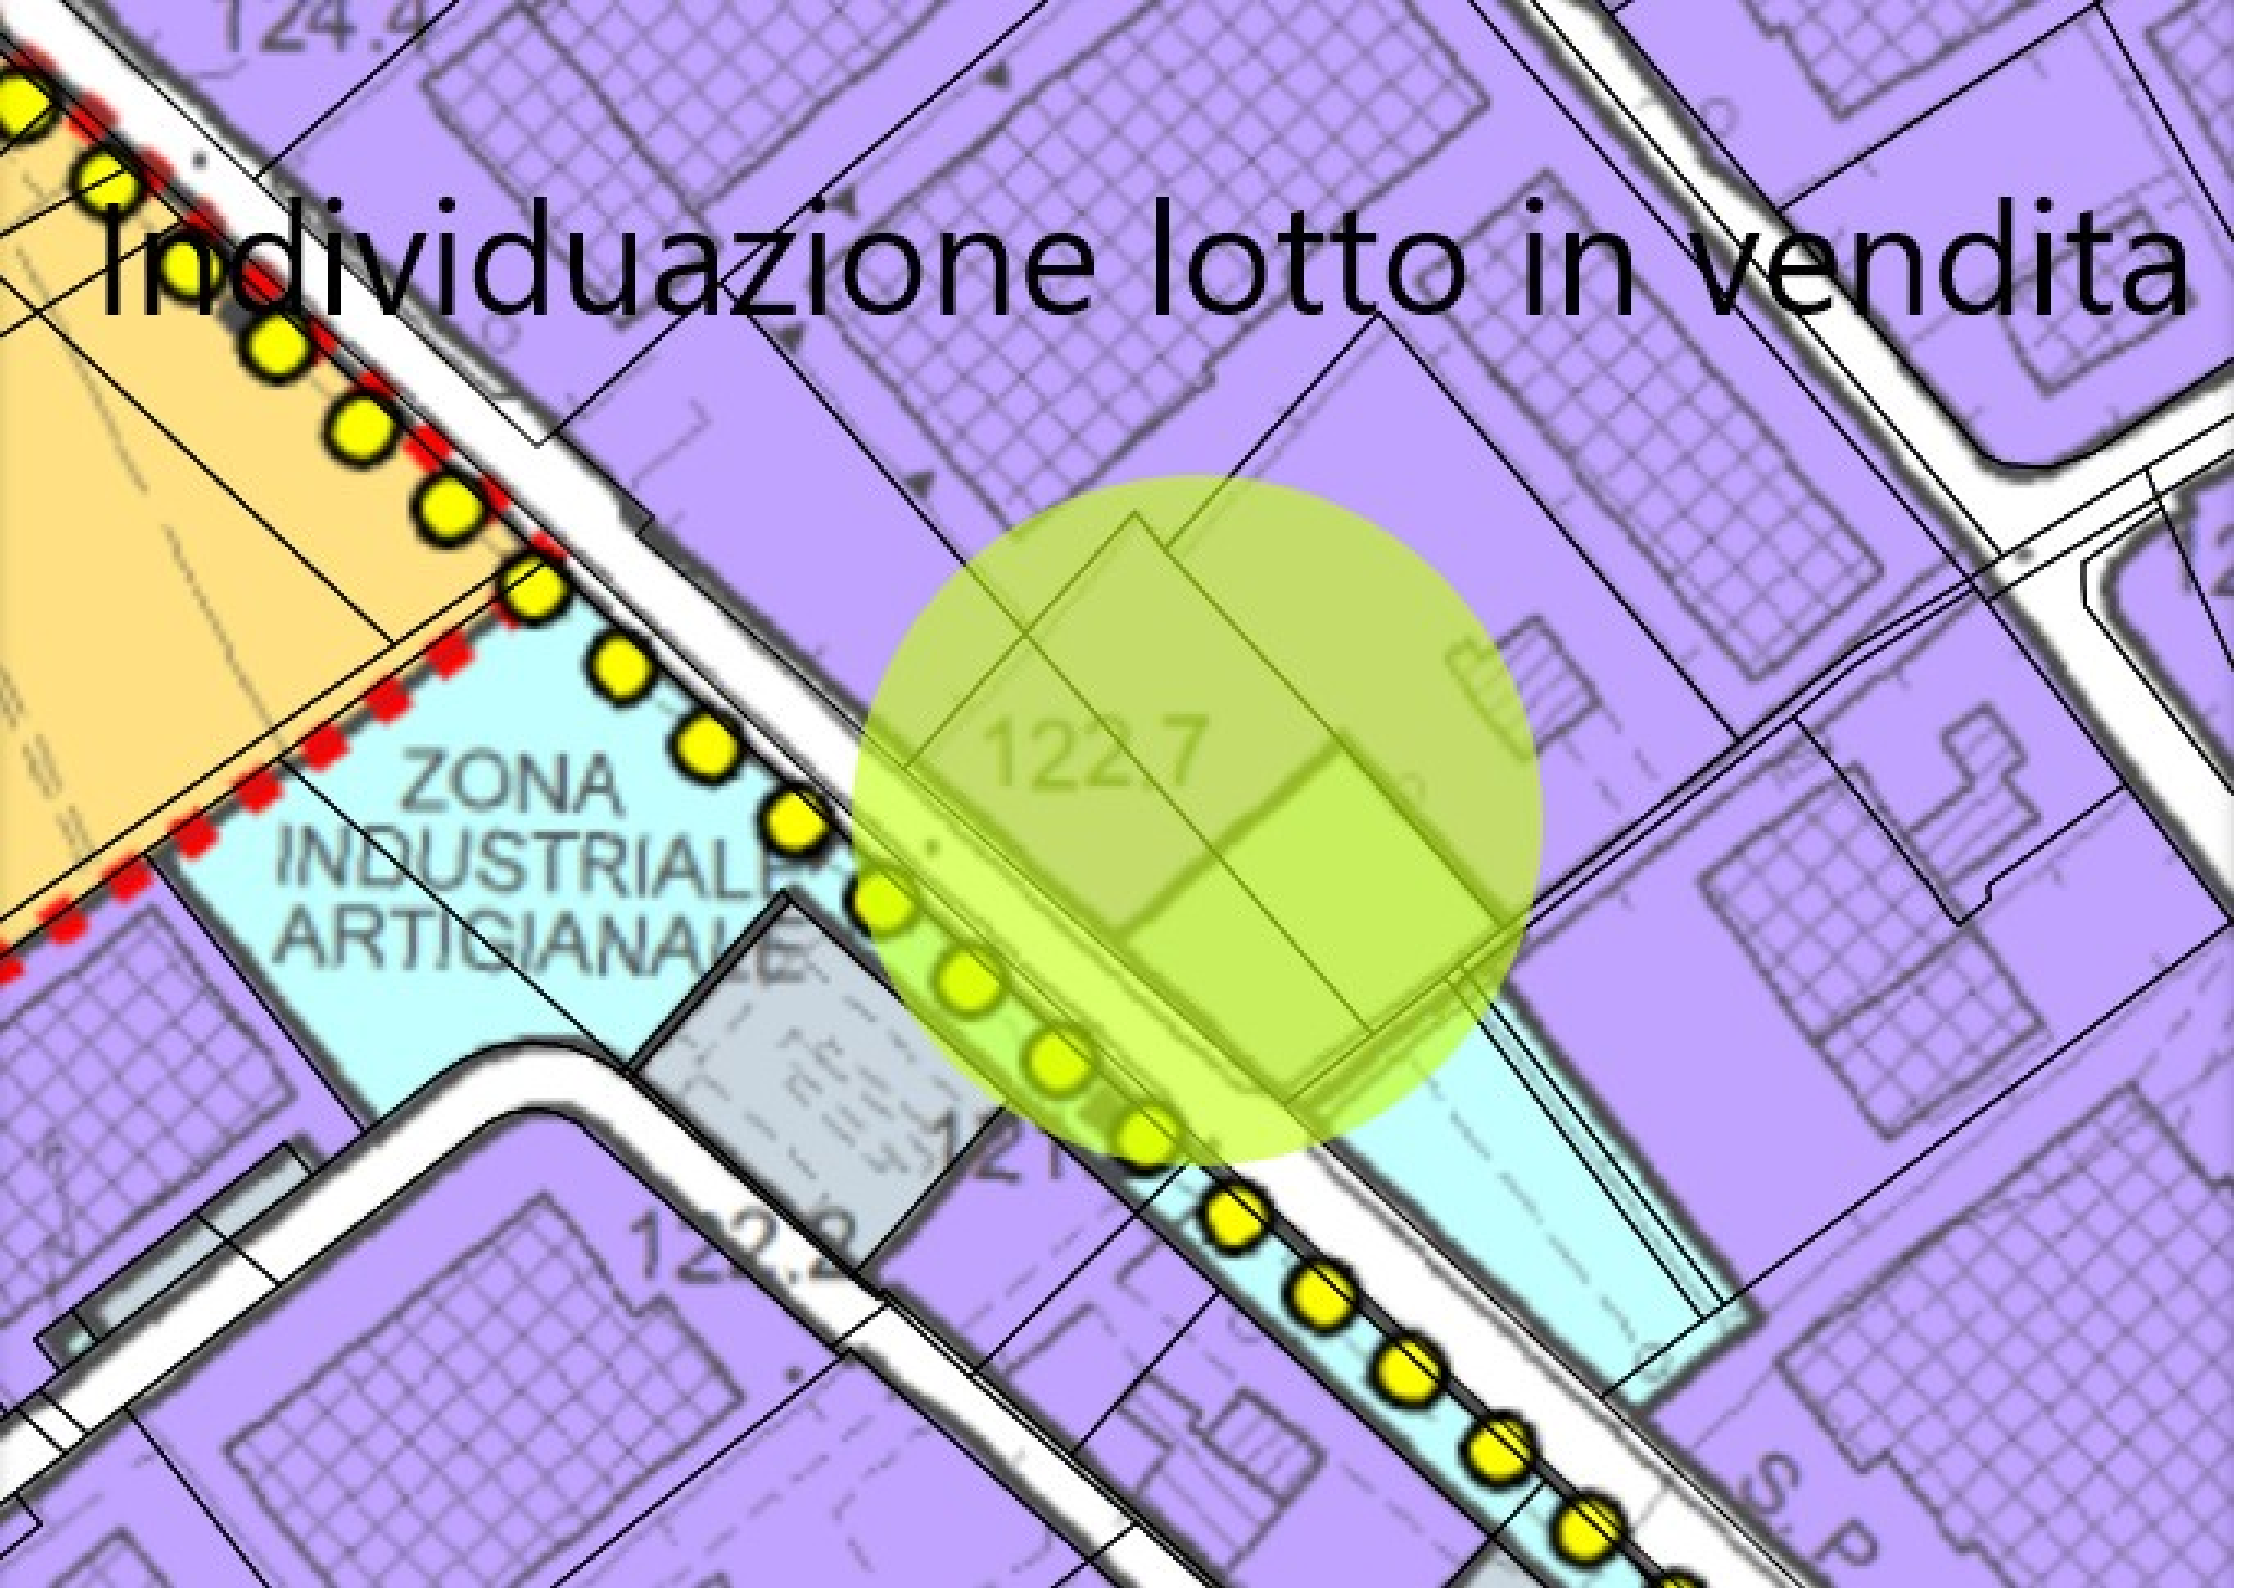 124.4
Individuazione lotto in vendita
122.7
ZONA
INDUSTRIALE
ARTIGIANALE
122.2
S.P.